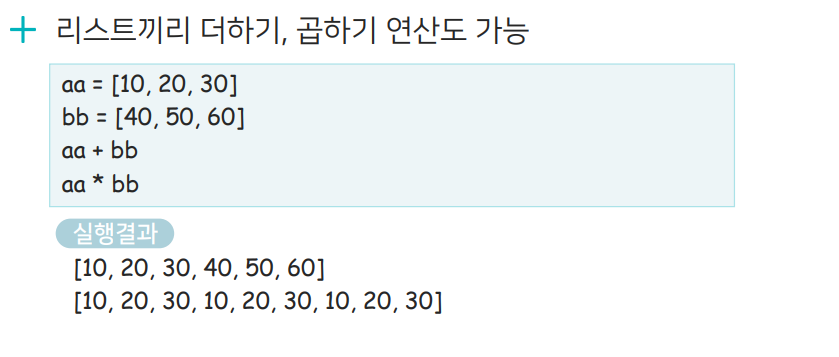 + 리스트끼리 더하기, 곱하기 연산도 가능
aa = [10, 20, 30]
bb = [40, 50, 60]
aa + bb
aa * bb
실행결과
[10, 20, 30, 40, 50, 60]
[10, 20, 30, 10, 20, 30, 10, 20, 30]